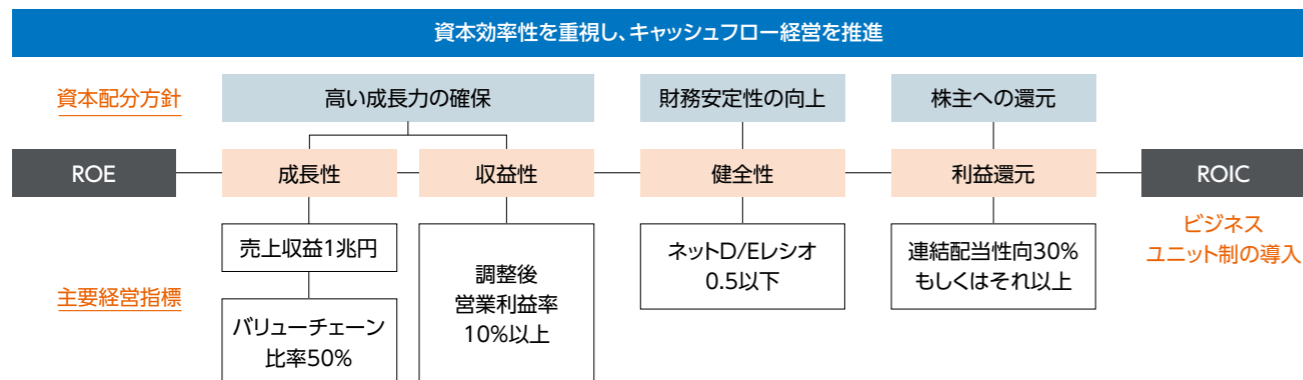 資本効率性を重視し、キャッシュフロー経営を推進
資本配分方針
高い成長力の確保
財務安定性の向上
株主への還元
ROE
成長性
収益性
健全性
利益還元
ROIC
ビジネス
ユニット制の導入
主要経営指標
売上収益1兆円
バリューチェーン
比率50%
調整後
営業利益率
10%以上
ネットD/Eレシオ
0.5以下
連結配当性向30%
もしくはそれ以上